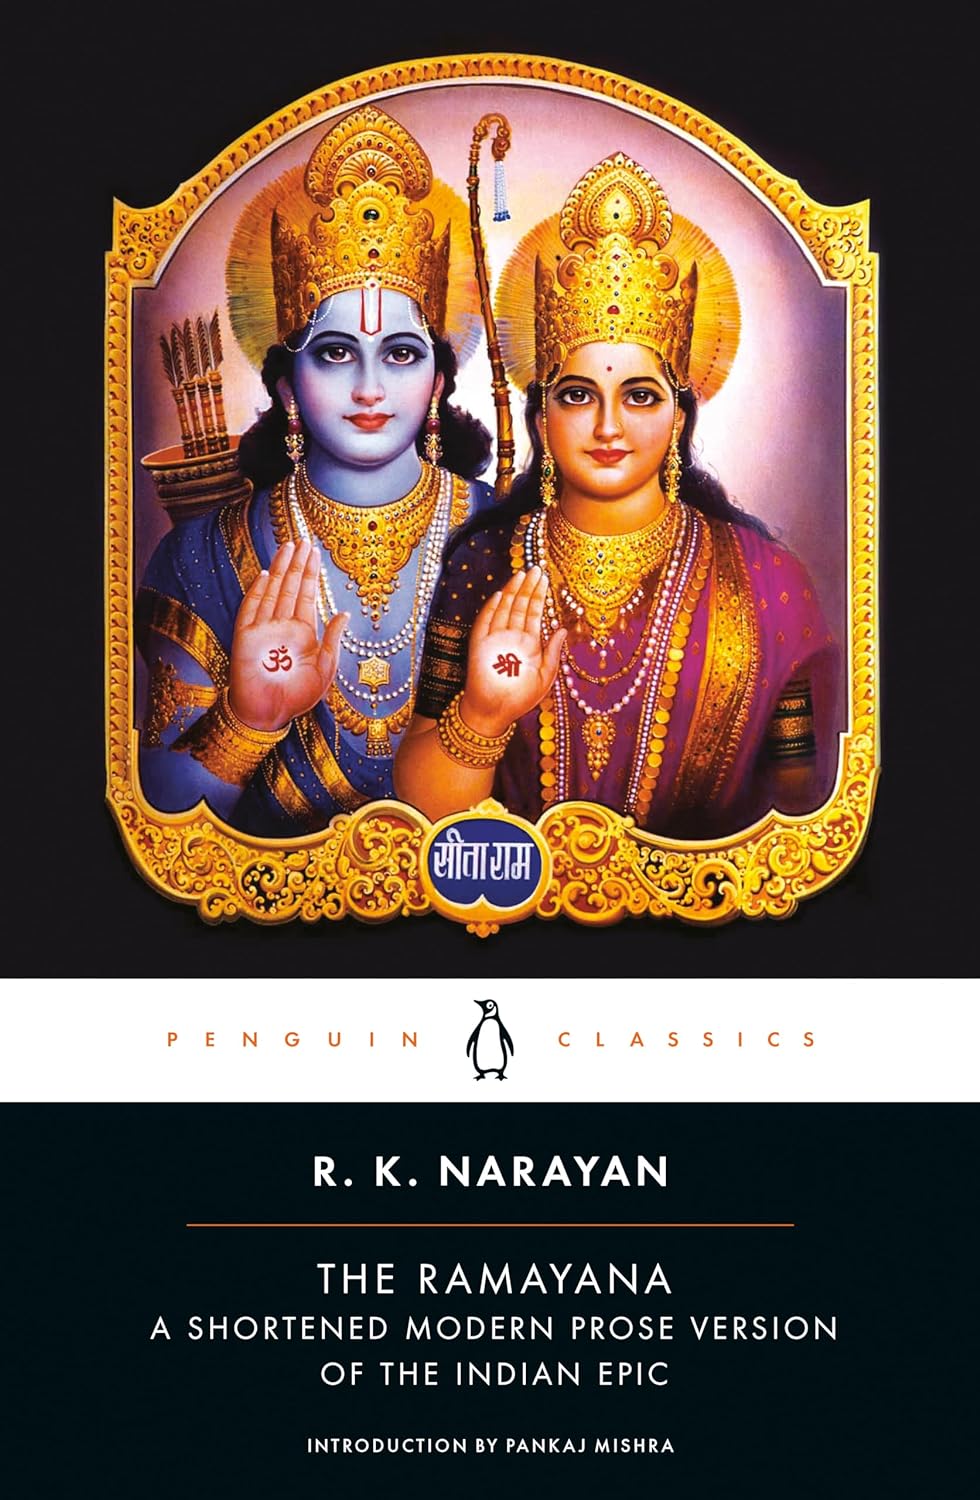 ॐ
श्री
सीता राम
PENGUIN CLASSICS
R. K. NARAYAN
THE RAMAYANA
A SHORTENED MODERN PROSE VERSION
OF THE INDIAN EPIC
INTRODUCTION BY PANKAJ MISHRA